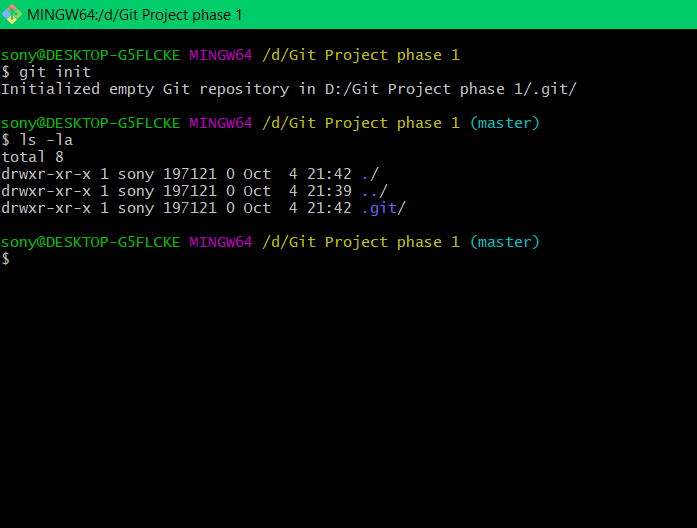 MINGW64:/d/Git Project phase 1
sony@DESKTOP-G5FLCKE MINGW64 /d/Git Project phase 1
$ git init
Initialized empty Git repository in D:/Git Project phase 1/.git/
sony@DESKTOP-G5FLCKE MINGW64 /d/Git Project phase 1 (master)
$ ls -la
total 8
drwxr-xr-x 1 sony 197121 0 Oct  4 21:42 ./
drwxr-xr-x 1 sony 197121 0 Oct  4 21:39 ../
drwxr-xr-x 1 sony 197121 0 Oct  4 21:42 .git/
sony@DESKTOP-G5FLCKE MINGW64 /d/Git Project phase 1 (master)
$